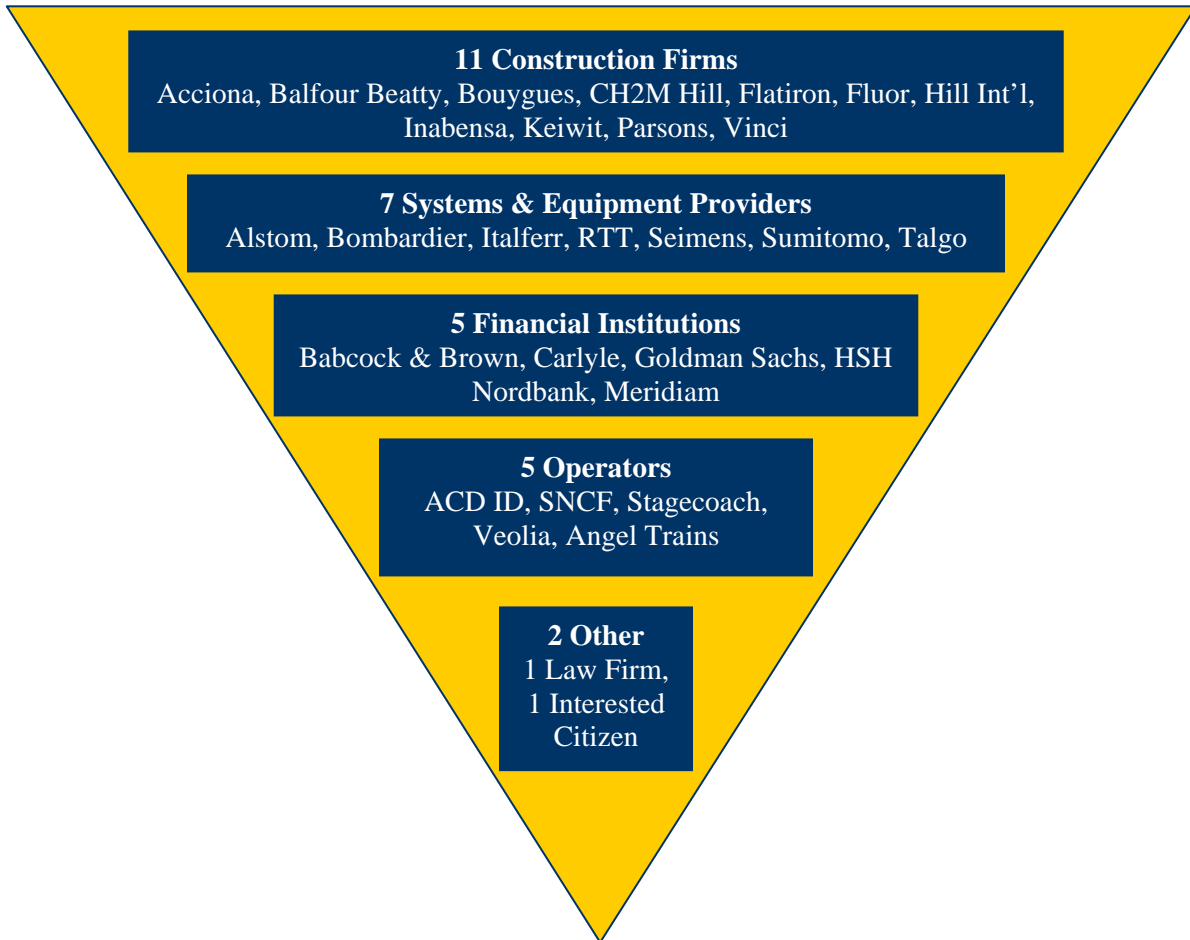 11 Construction Firms
Acciona, Balfour Beatty, Bouygues, CH2M Hill, Flatiron, Fluor, Hill Int’l,
Inabensa, Keiwit, Parsons, Vinci
7 Systems & Equipment Providers
Alstom, Bombardier, Italferr, RTT, Seimens, Sumitomo, Talgo
5 Financial Institutions
Babcock & Brown, Carlyle, Goldman Sachs, HSH
Nordbank, Meridiam
5 Operators
ACD ID, SNCF, Stagecoach,
Veolia, Angel Trains
2 Other
1 Law Firm,
1 Interested
Citizen